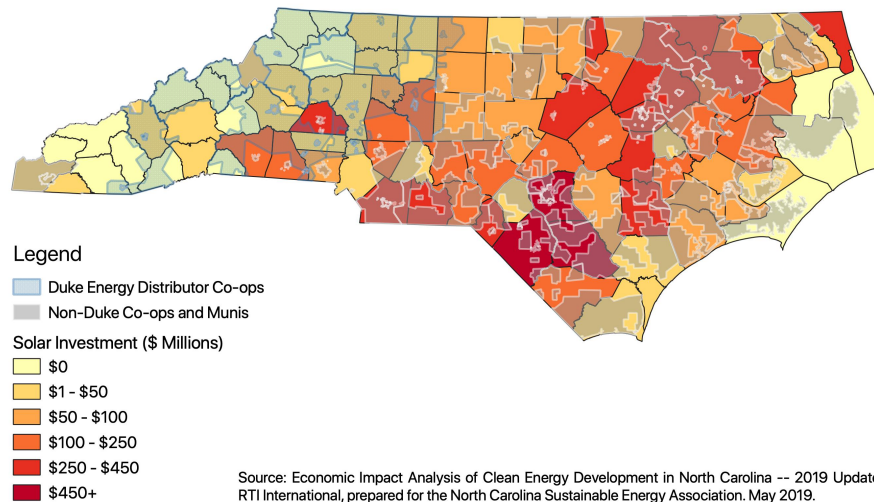 Legend
Duke Energy Distributor Co-ops
Non-Duke Co-ops and Munis
Solar Investment ($ Millions)
$0
$1 - $50
$50 - $100
$100 - $250
$250 - $450
$450+
Source: Economic Impact Analysis of Clean Energy Development in North Carolina -- 2019 Update
RTI International, prepared for the North Carolina Sustainable Energy Association. May 2019.